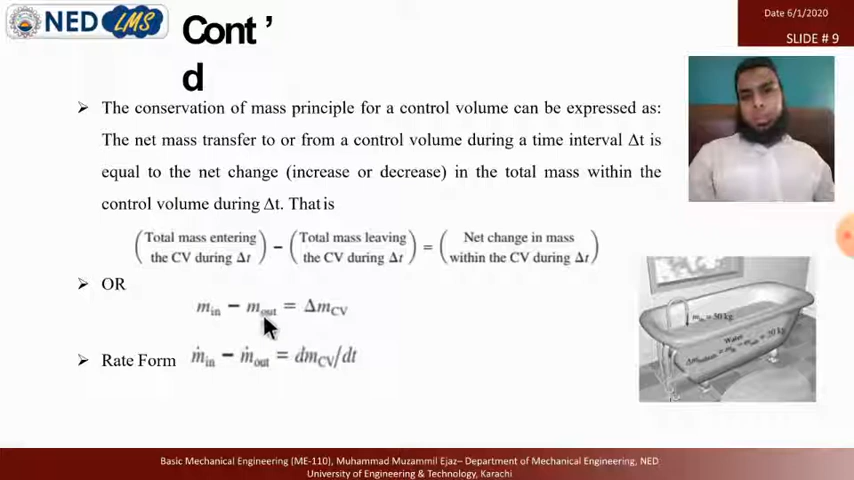 NED LMS
Cont’
d
Date 6/1/2020
SLIDE # 9
➢ The conservation of mass principle for a control volume can be expressed as:
The net mass transfer to or from a control volume during a time interval Δt is
equal to the net change (increase or decrease) in the total mass within the
control volume during Δt. That is
(Total mass entering the CV during Δt) − (Total mass leaving the CV during Δt) = (Net change in mass within the CV during Δt)
➢ OR
m_in − m_out = Δm_CV
➢ Rate Form ṁ_in − ṁ_out = dm_CV/dt
m_in = 50 kg
Water
Basic Mechanical Engineering (ME-110), Muhammad Muzammil Ejaz– Department of Mechanical Engineering, NED
University of Engineering & Technology, Karachi